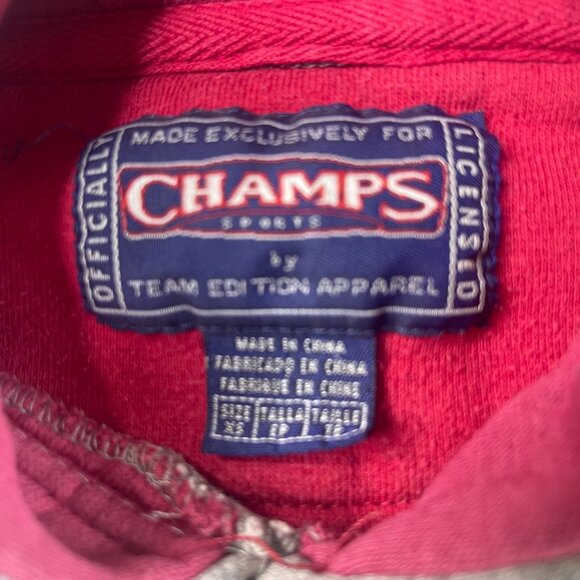 MADE EXCLUSIVELY FOR
OFFICIALLY
LICENSED
CHAMPS
SPORTS
by
TEAM EDITION APPAREL
MADE IN CHINA
FABRICADO EN CHINA
FABRIQUE EN CHINE
SIZE TALLA TAILLE
XS EP TP